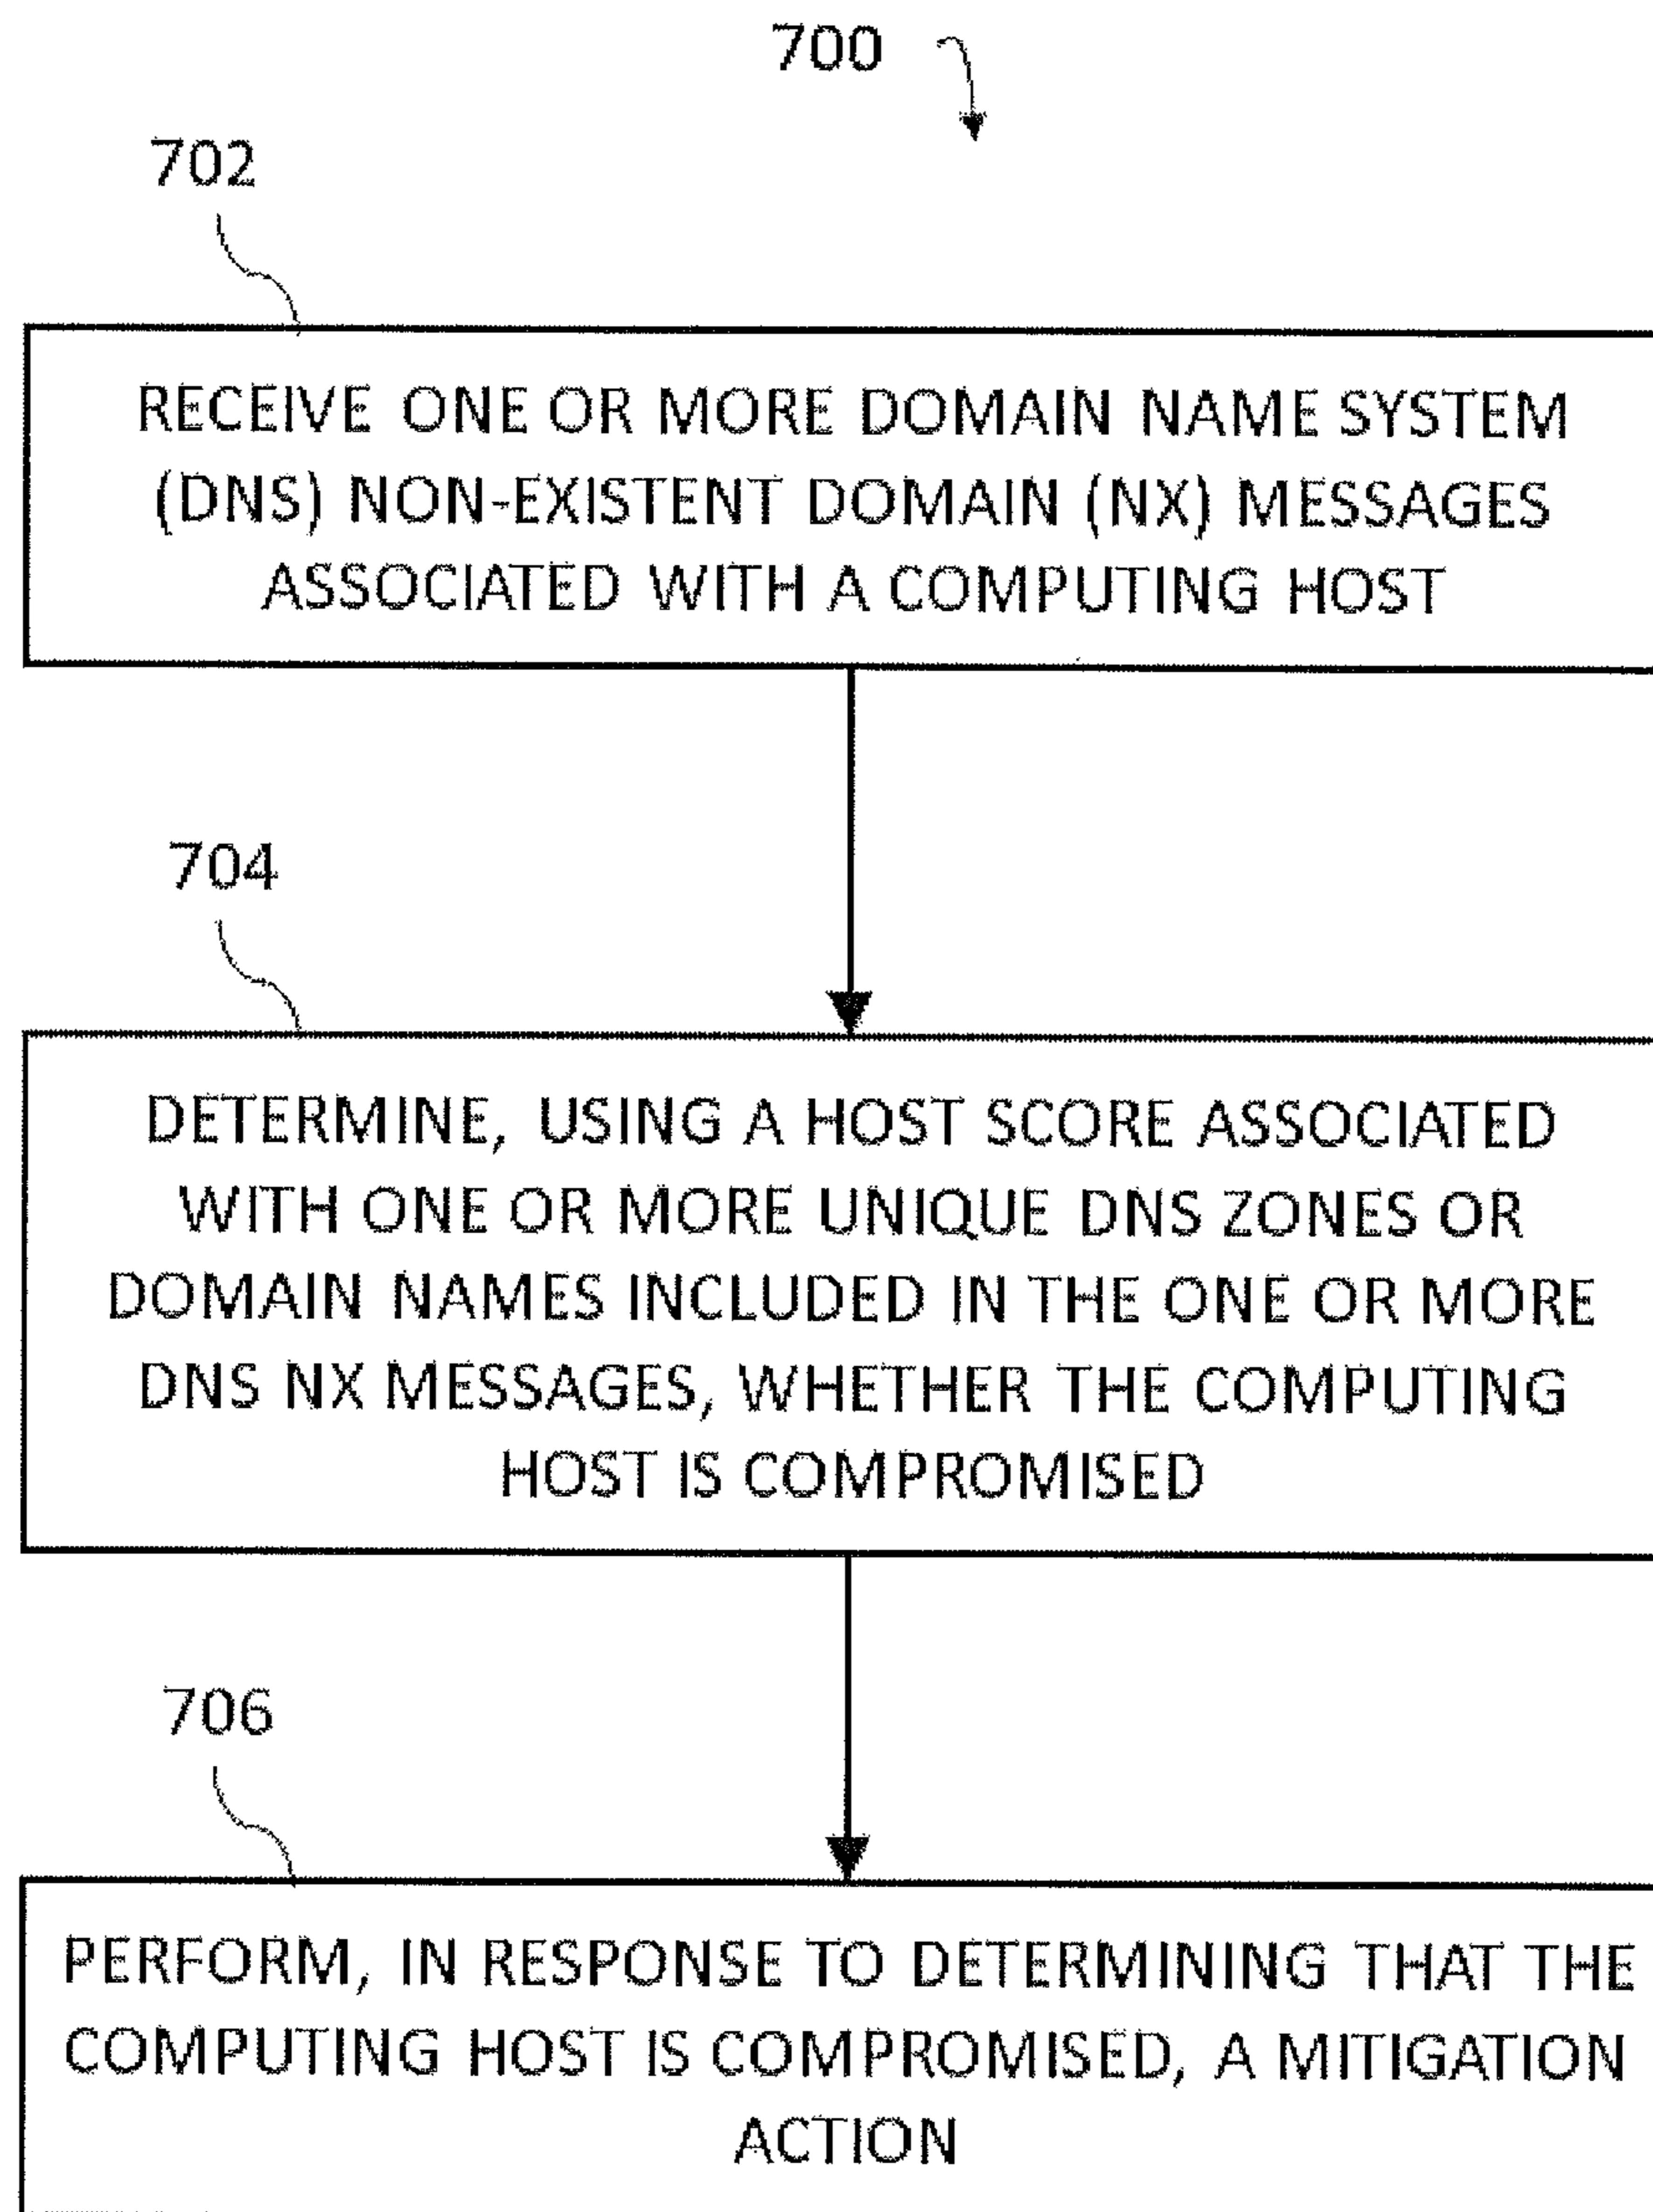 700
702
RECEIVE ONE OR MORE DOMAIN NAME SYSTEM
(DNS) NON-EXISTENT DOMAIN (NX) MESSAGES
ASSOCIATED WITH A COMPUTING HOST
704
DETERMINE, USING A HOST SCORE ASSOCIATED
WITH ONE OR MORE UNIQUE DNS ZONES OR
DOMAIN NAMES INCLUDED IN THE ONE OR MORE
DNS NX MESSAGES, WHETHER THE COMPUTING
HOST IS COMPROMISED
706
PERFORM, IN RESPONSE TO DETERMINING THAT THE
COMPUTING HOST IS COMPROMISED, A MITIGATION
ACTION